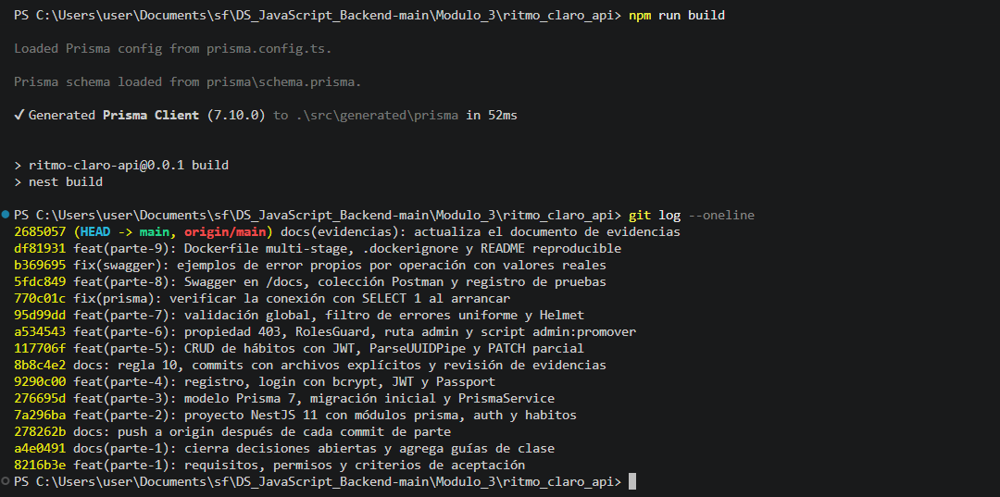 PS C:\Users\user\Documents\sf\DS_JavaScript_Backend-main\Modulo_3\ritmo_claro_api> npm run build
Loaded Prisma config from prisma.config.ts.
Prisma schema loaded from prisma\schema.prisma.
✓ Generated Prisma Client (7.10.0) to .\src\generated\prisma in 52ms
> ritmo-claro-api@0.0.1 build
> nest build
PS C:\Users\user\Documents\sf\DS_JavaScript_Backend-main\Modulo_3\ritmo_claro_api> git log --oneline
2685057 (HEAD -> main, origin/main) docs(evidencias): actualiza el documento de evidencias
df81931 feat(parte-9): Dockerfile multi-stage, .dockerignore y README reproducible
b369695 fix(swagger): ejemplos de error propios por operación con valores reales
5fdc849 feat(parte-8): Swagger en /docs, colección Postman y registro de pruebas
770c01c fix(prisma): verificar la conexión con SELECT 1 al arrancar
95d99dd feat(parte-7): validación global, filtro de errores uniforme y Helmet
a534543 feat(parte-6): propiedad 403, RolesGuard, ruta admin y script admin:promover
117706f feat(parte-5): CRUD de hábitos con JWT, ParseUUIDPipe y PATCH parcial
8b8c4e2 docs: regla 10, commits con archivos explícitos y revisión de evidencias
9290c00 feat(parte-4): registro, login con bcrypt, JWT y Passport
276695d feat(parte-3): modelo Prisma 7, migración inicial y PrismaService
7a296ba feat(parte-2): proyecto NestJS 11 con módulos prisma, auth y habitos
278262b docs: push a origin después de cada commit de parte
a4e0491 docs(parte-1): cierra decisiones abiertas y agrega guías de clase
8216b3e feat(parte-1): requisitos, permisos y criterios de aceptación
PS C:\Users\user\Documents\sf\DS_JavaScript_Backend-main\Modulo_3\ritmo_claro_api>